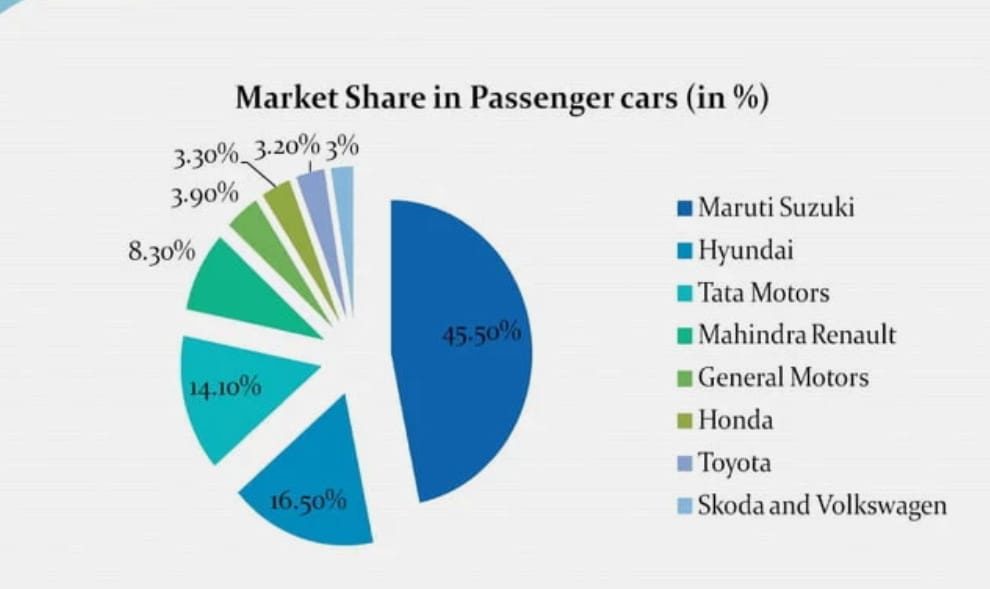 Market Share in Passenger cars (in %)
3.30% 3.20% 3%
3.90%
8.30%
14.10%
16.50%
45.50%
Maruti Suzuki
Hyundai
Tata Motors
Mahindra Renault
General Motors
Honda
Toyota
Skoda and Volkswagen